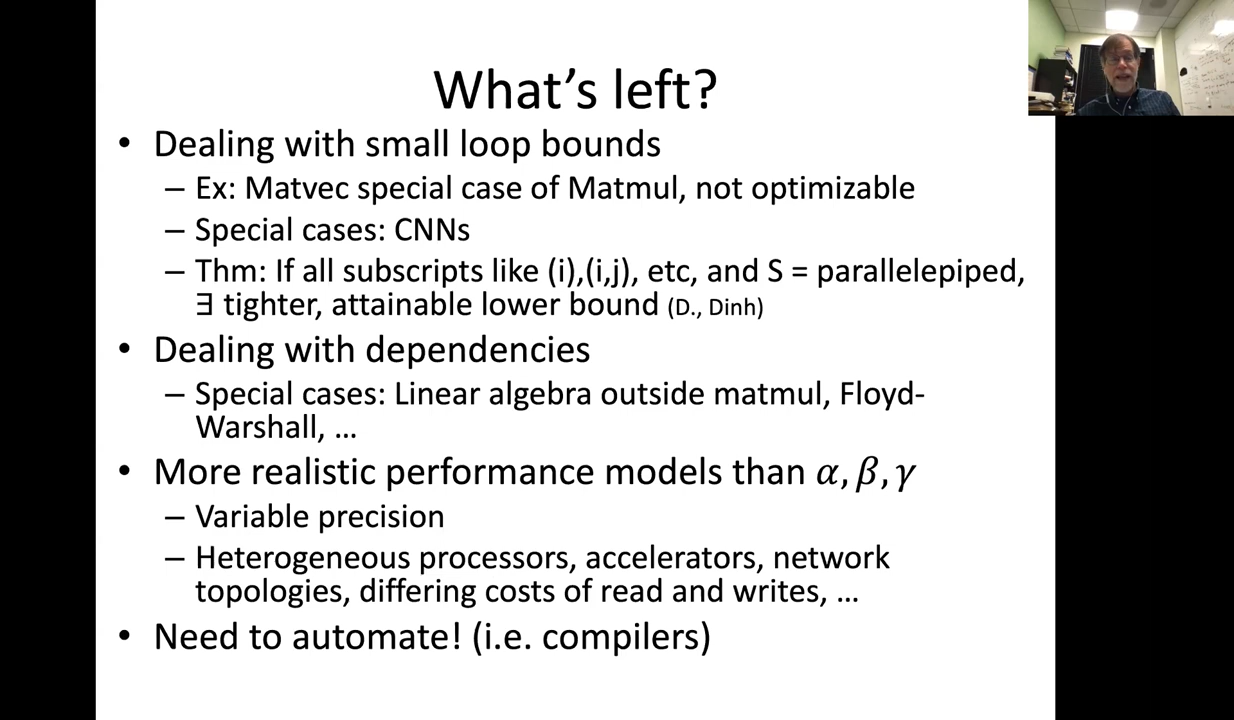 What's left?
• Dealing with small loop bounds
– Ex: Matvec special case of Matmul, not optimizable
– Special cases: CNNs
– Thm: If all subscripts like (i),(i,j), etc, and S = parallelepiped,
∃ tighter, attainable lower bound (D., Dinh)
• Dealing with dependencies
– Special cases: Linear algebra outside matmul, Floyd-
Warshall, …
• More realistic performance models than 𝛼, 𝛽, 𝛾
– Variable precision
– Heterogeneous processors, accelerators, network
topologies, differing costs of read and writes, …
• Need to automate! (i.e. compilers)